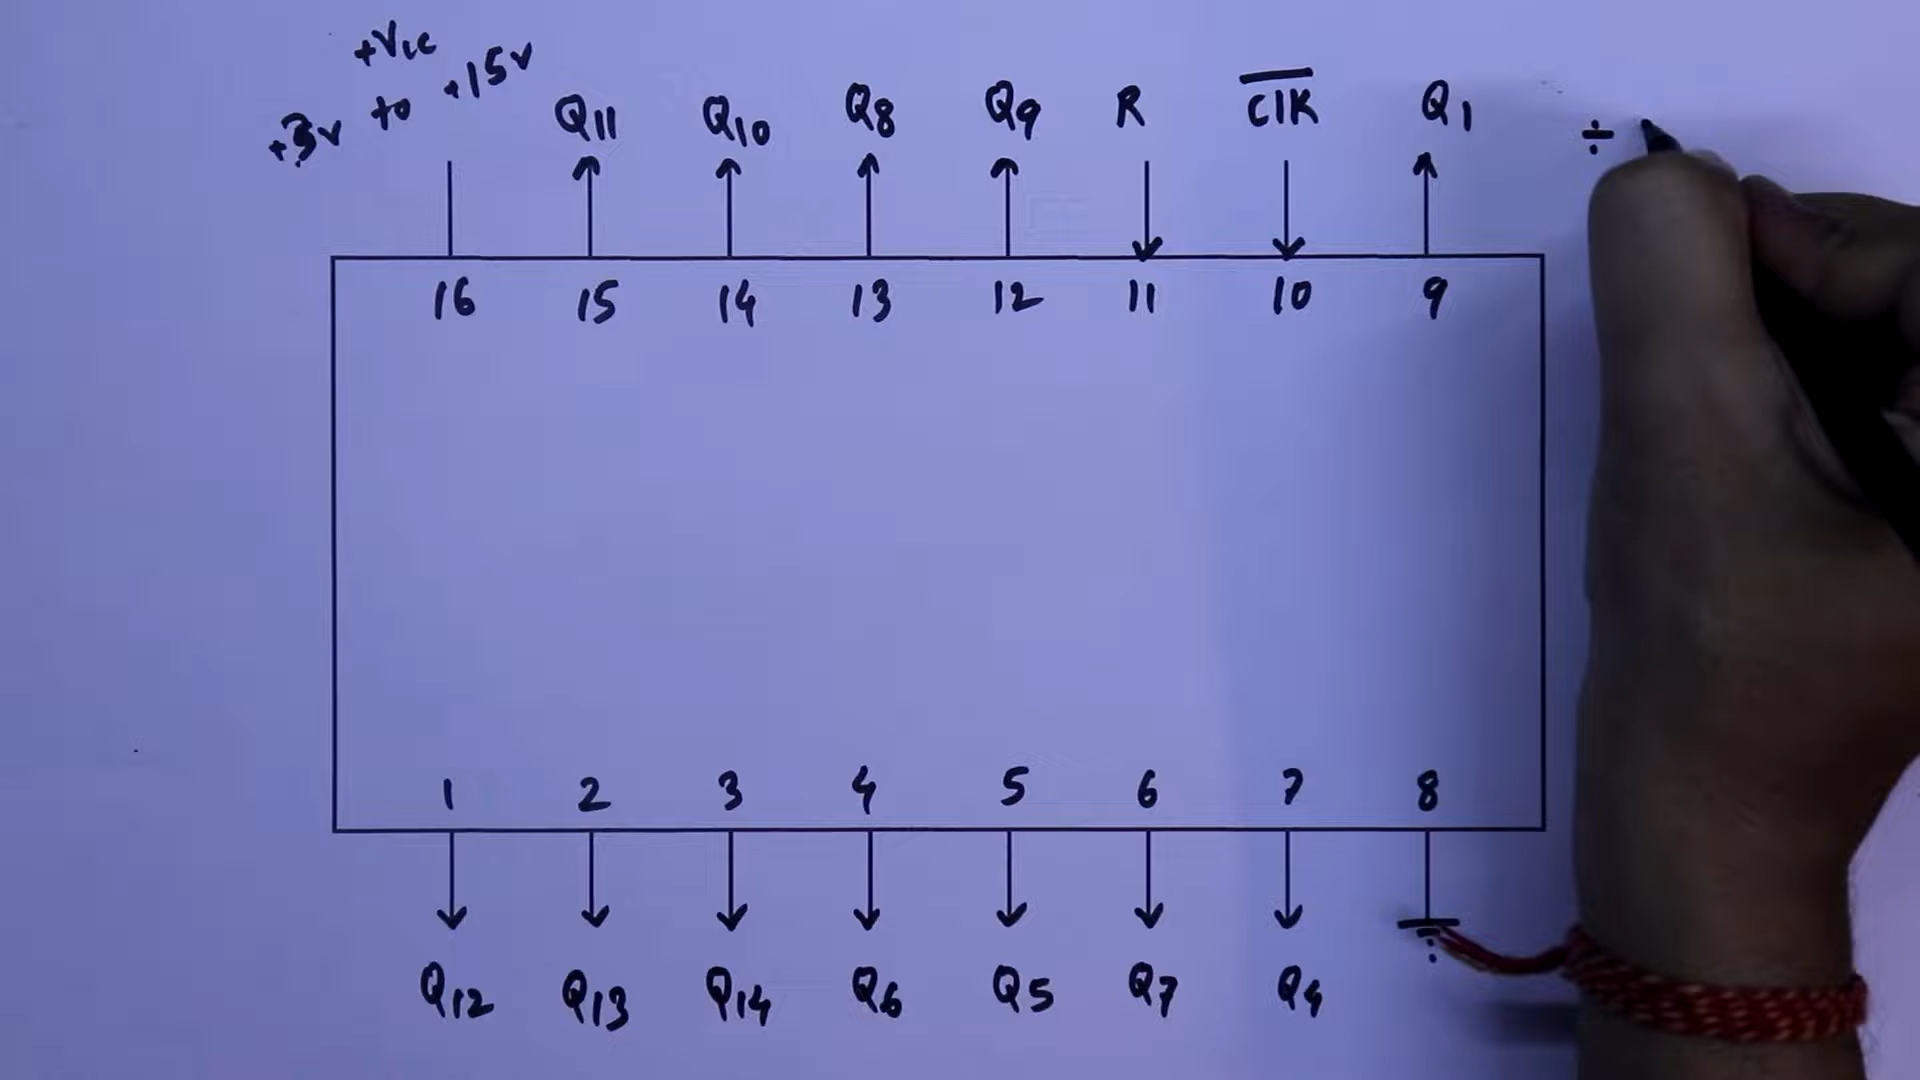 +Vcc
+3v to +15v
Q11 Q10 Q8 Q9 R ClK Q1 ÷
16 15 14 13 12 11 10 9
1 2 3 4 5 6 7 8
Q12 Q13 Q14 Q6 Q5 Q7 Q4